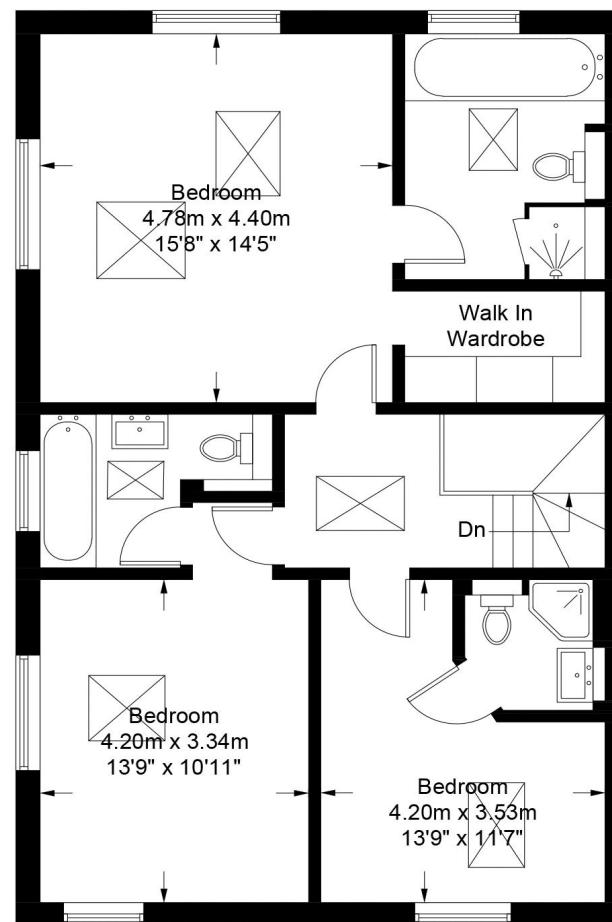 Bedroom
4.78m x 4.40m
15'8" x 14'5"
Walk In
Wardrobe
Dn
Bedroom
4.20m x 3.34m
13'9" x 10'11"
Bedroom
4.20m x 3.53m
13'9" x 11'7"